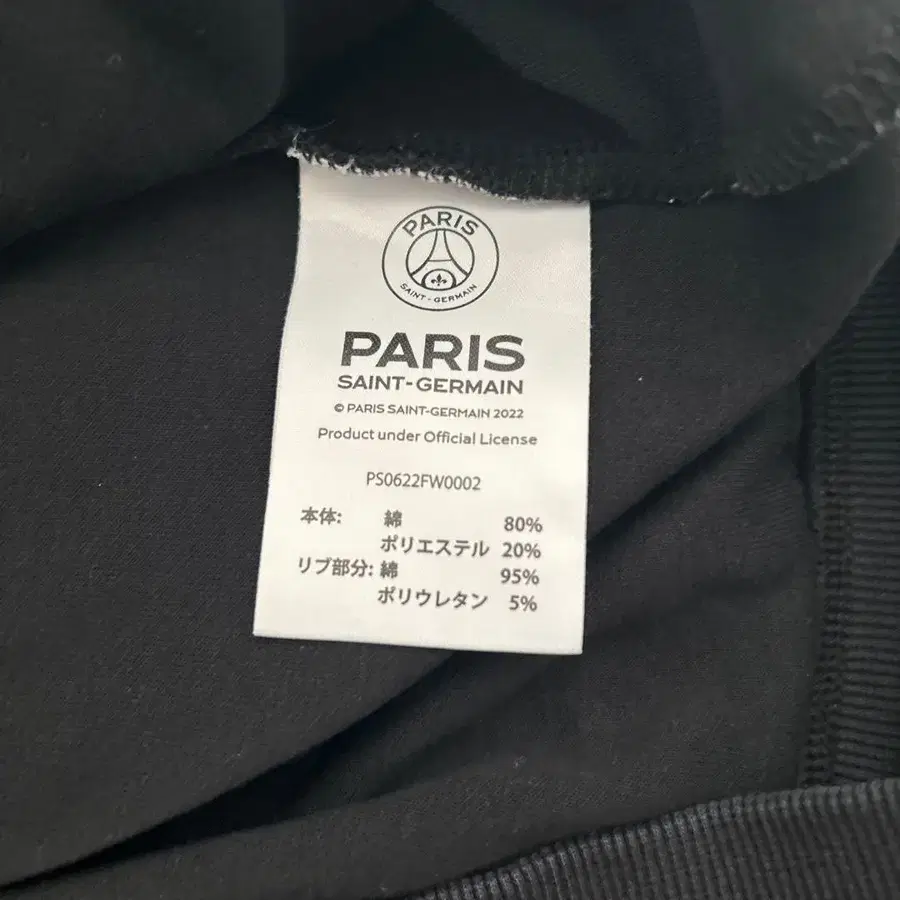 PARIS
SAINT-GERMAIN
PARIS
SAINT-GERMAIN
© PARIS SAINT-GERMAIN 2022
Product under Official License
PS0622FW0002
本体: 綿 80%
ポリエステル 20%
リブ部分: 綿 95%
ポリウレタン 5%